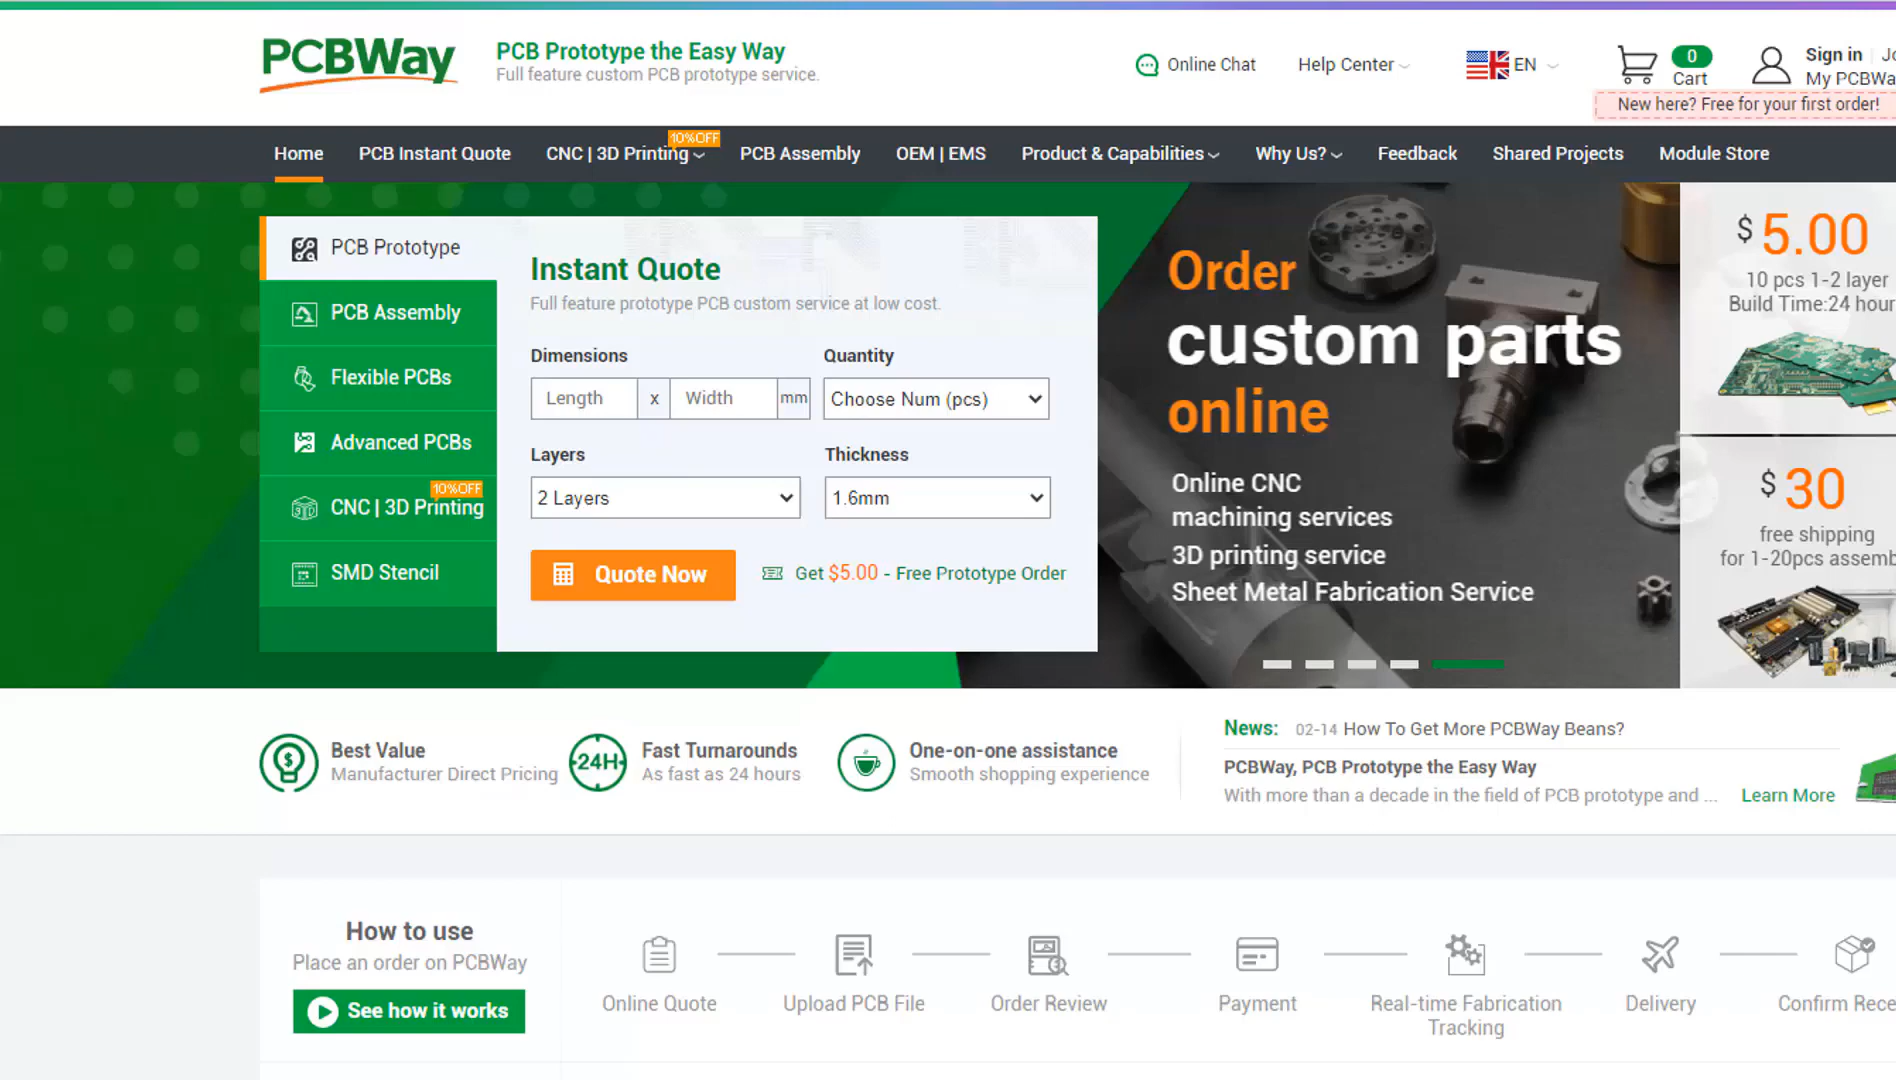 PCBWay
PCB Prototype the Easy Way
Full feature custom PCB prototype service.
Online Chat
Help Center
EN
0
Cart
Sign in
My PCBWa
New here? Free for your first order!
Home
PCB Instant Quote
CNC | 3D Printing
10%OFF
PCB Assembly
OEM | EMS
Product & Capabilities
Why Us?
Feedback
Shared Projects
Module Store
PCB Prototype
PCB Assembly
Flexible PCBs
Advanced PCBs
10%OFF
CNC | 3D Printing
SMD Stencil
Instant Quote
Full feature prototype PCB custom service at low cost.
Dimensions
Quantity
Length x Width mm
Choose Num (pcs)
Layers
Thickness
2 Layers
1.6mm
Quote Now
Get $5.00 - Free Prototype Order
Order
custom parts
online
Online CNC
machining services
3D printing service
Sheet Metal Fabrication Service
$ 5.00
10 pcs 1-2 layer
Build Time:24 hour
$ 30
free shipping
for 1-20pcs assemb
Best Value
Manufacturer Direct Pricing
24H
Fast Turnarounds
As fast as 24 hours
One-on-one assistance
Smooth shopping experience
News: 02-14 How To Get More PCBWay Beans?
PCBWay, PCB Prototype the Easy Way
With more than a decade in the field of PCB prototype and ... Learn More
How to use
Place an order on PCBWay
See how it works
Online Quote
Upload PCB File
Order Review
Payment
Real-time Fabrication
Tracking
Delivery
Confirm Rece